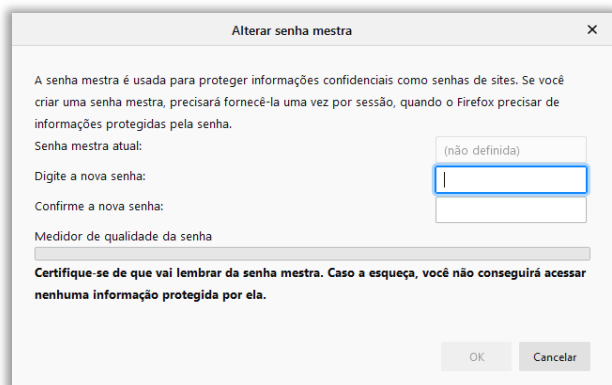 Alterar senha mestra
A senha mestra é usada para proteger informações confidenciais como senhas de sites. Se você
criar uma senha mestra, precisará fornecê-la uma vez por sessão, quando o Firefox precisar de
informações protegidas pela senha.
Senha mestra atual:
(não definida)
Digite a nova senha:
Confirme a nova senha:
Medidor de qualidade da senha
Certifique-se de que vai lembrar da senha mestra. Caso a esqueça, você não conseguirá acessar
nenhuma informação protegida por ela.
OK
Cancelar